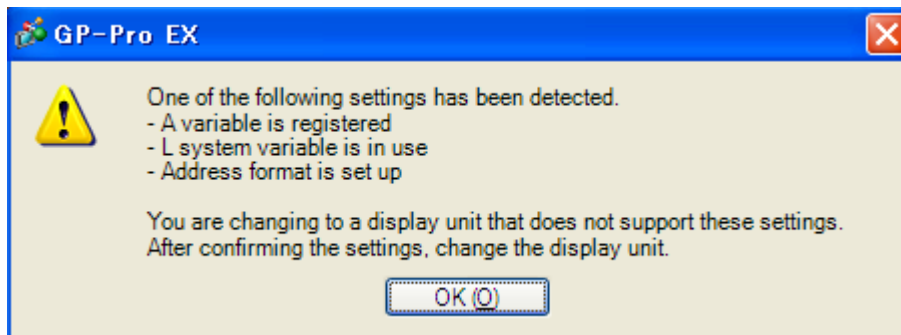 GP-Pro EX
One of the following settings has been detected.
- A variable is registered
- L system variable is in use
- Address format is set up
You are changing to a display unit that does not support these settings.
After confirming the settings, change the display unit.
OK (O)